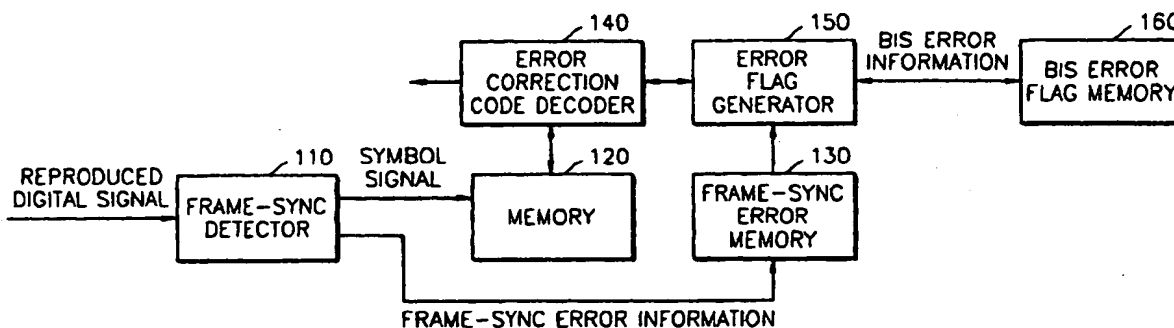 140
150
160
ERROR
CORRECTION
CODE DECODER
ERROR
FLAG
GENERATOR
BIS ERROR
INFORMATION
BIS ERROR
FLAG MEMORY
REPRODUCED
DIGITAL SIGNAL
110
FRAME-SYNC
DETECTOR
SYMBOL
SIGNAL
120
MEMORY
130
FRAME-SYNC
ERROR
MEMORY
FRAME-SYNC ERROR INFORMATION